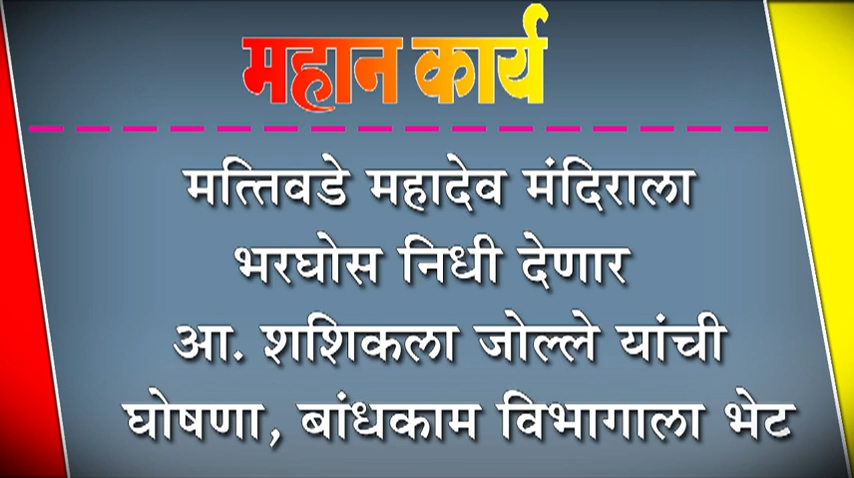 महान कार्य
मत्तिवडे महादेव मंदिराला
भरघोस निधी देणार
आ. शशिकला जोल्ले यांची
घोषणा, बांधकाम विभागाला भेट